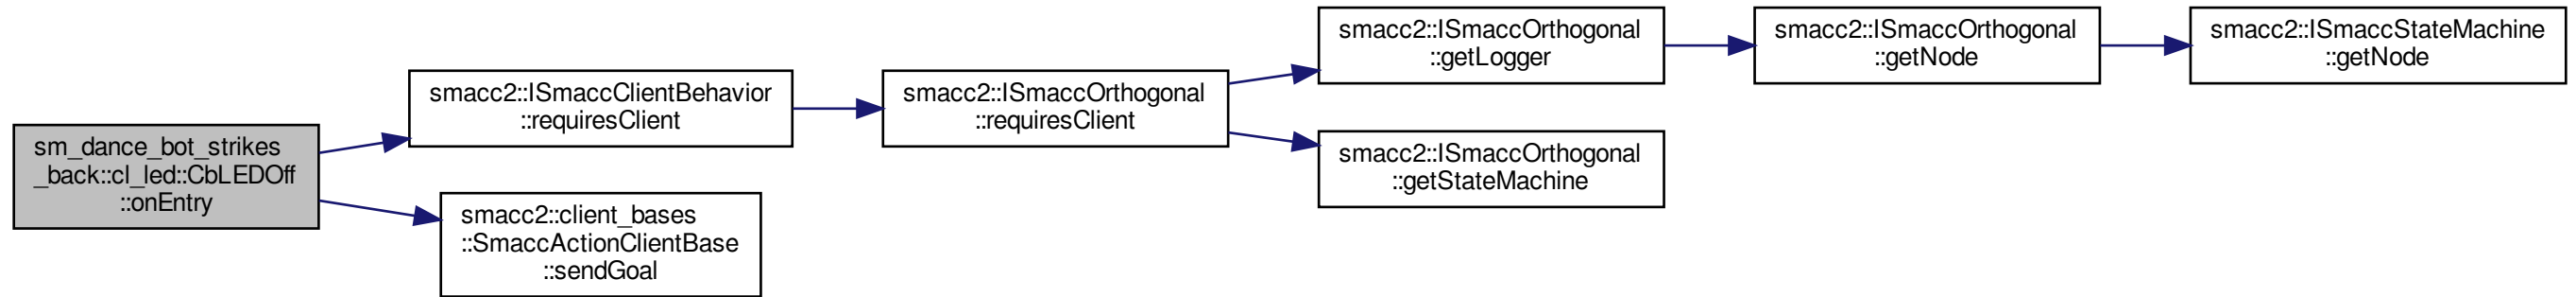 sm_dance_bot_strikes
_back::cl_led::CbLEDOff
::onEntry
smacc2::ISmaccClientBehavior
::requiresClient
smacc2::ISmaccOrthogonal
::requiresClient
smacc2::ISmaccOrthogonal
::getLogger
smacc2::ISmaccOrthogonal
::getNode
smacc2::ISmaccStateMachine
::getNode
smacc2::ISmaccOrthogonal
::getStateMachine
smacc2::client_bases
::SmaccActionClientBase
::sendGoal